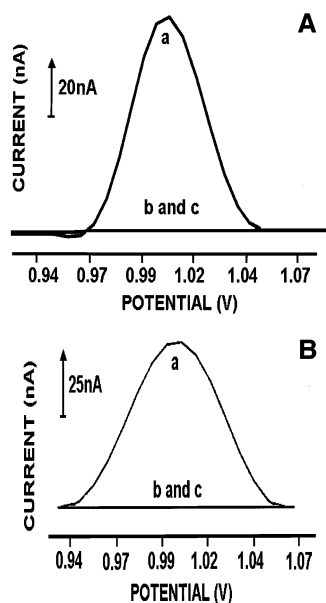 A
CURRENT (nA)
20nA
a
b and c
0.94 0.97 0.99 1.02 1.04 1.07
POTENTIAL (V)
B
CURRENT (nA)
25nA
a
b and c
0.94 0.97 0.99 1.02 1.04 1.07
POTENTIAL (V)